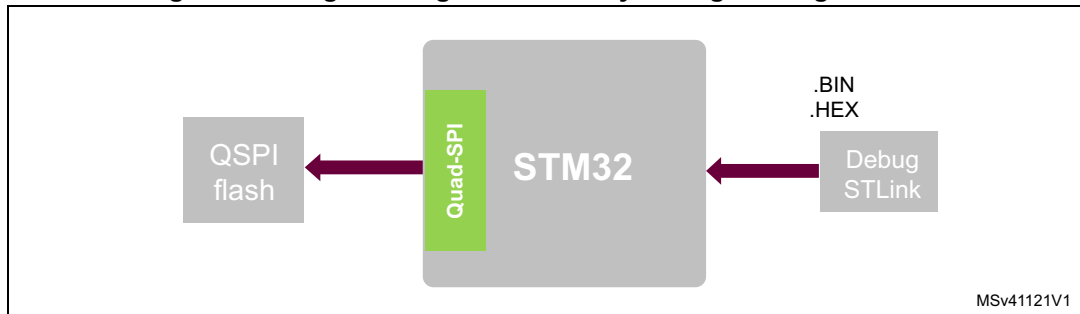 QSPI
flash
Quad-SPI
STM32
.BIN
.HEX
Debug
STLink
MSv41121V1